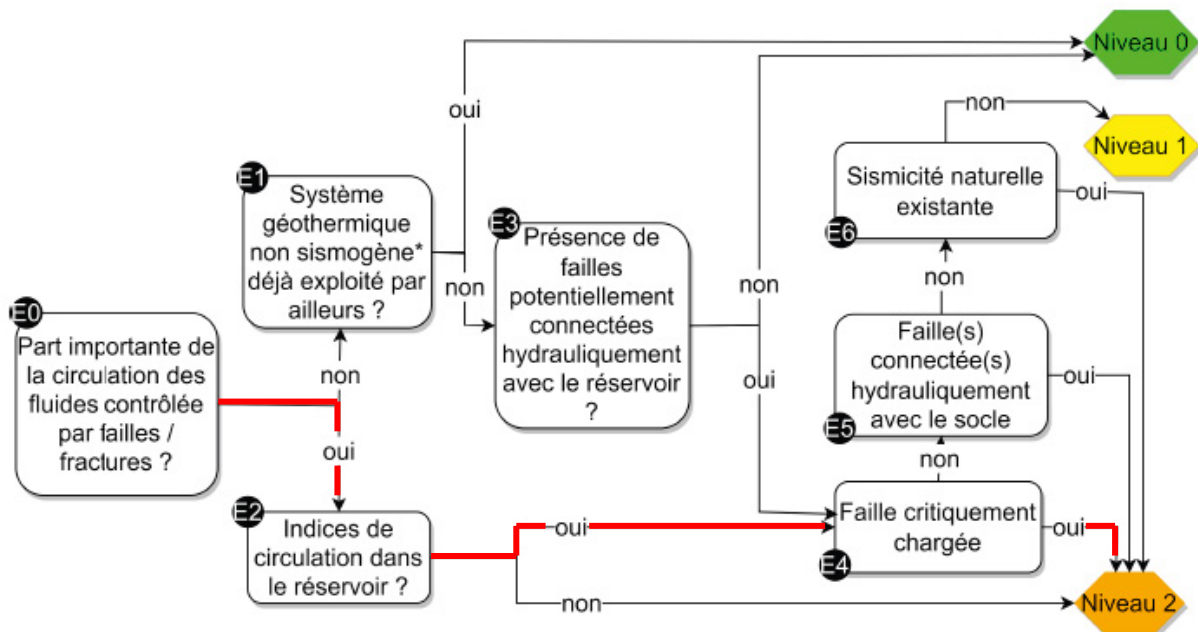 Niveau 0
oui
non
Niveau 1
E1
Système
géothermique
non sismogène*
déjà exploité par
ailleurs ?
E3
Présence de
failles
potentiellement
connectées
hydrauliquement
avec le réservoir
?
non
non
oui
E6
Sismicité naturelle
existante
oui
non
E0
Part importante de
la circulation des
fluides contrôlée
par failles /
fractures ?
non
oui
E5
Faille(s)
connectée(s)
hydrauliquement
avec le socle
oui
non
E2
Indices de
circulation dans
le réservoir ?
oui
non
E4
Faille critiquement
chargée
oui
Niveau 2